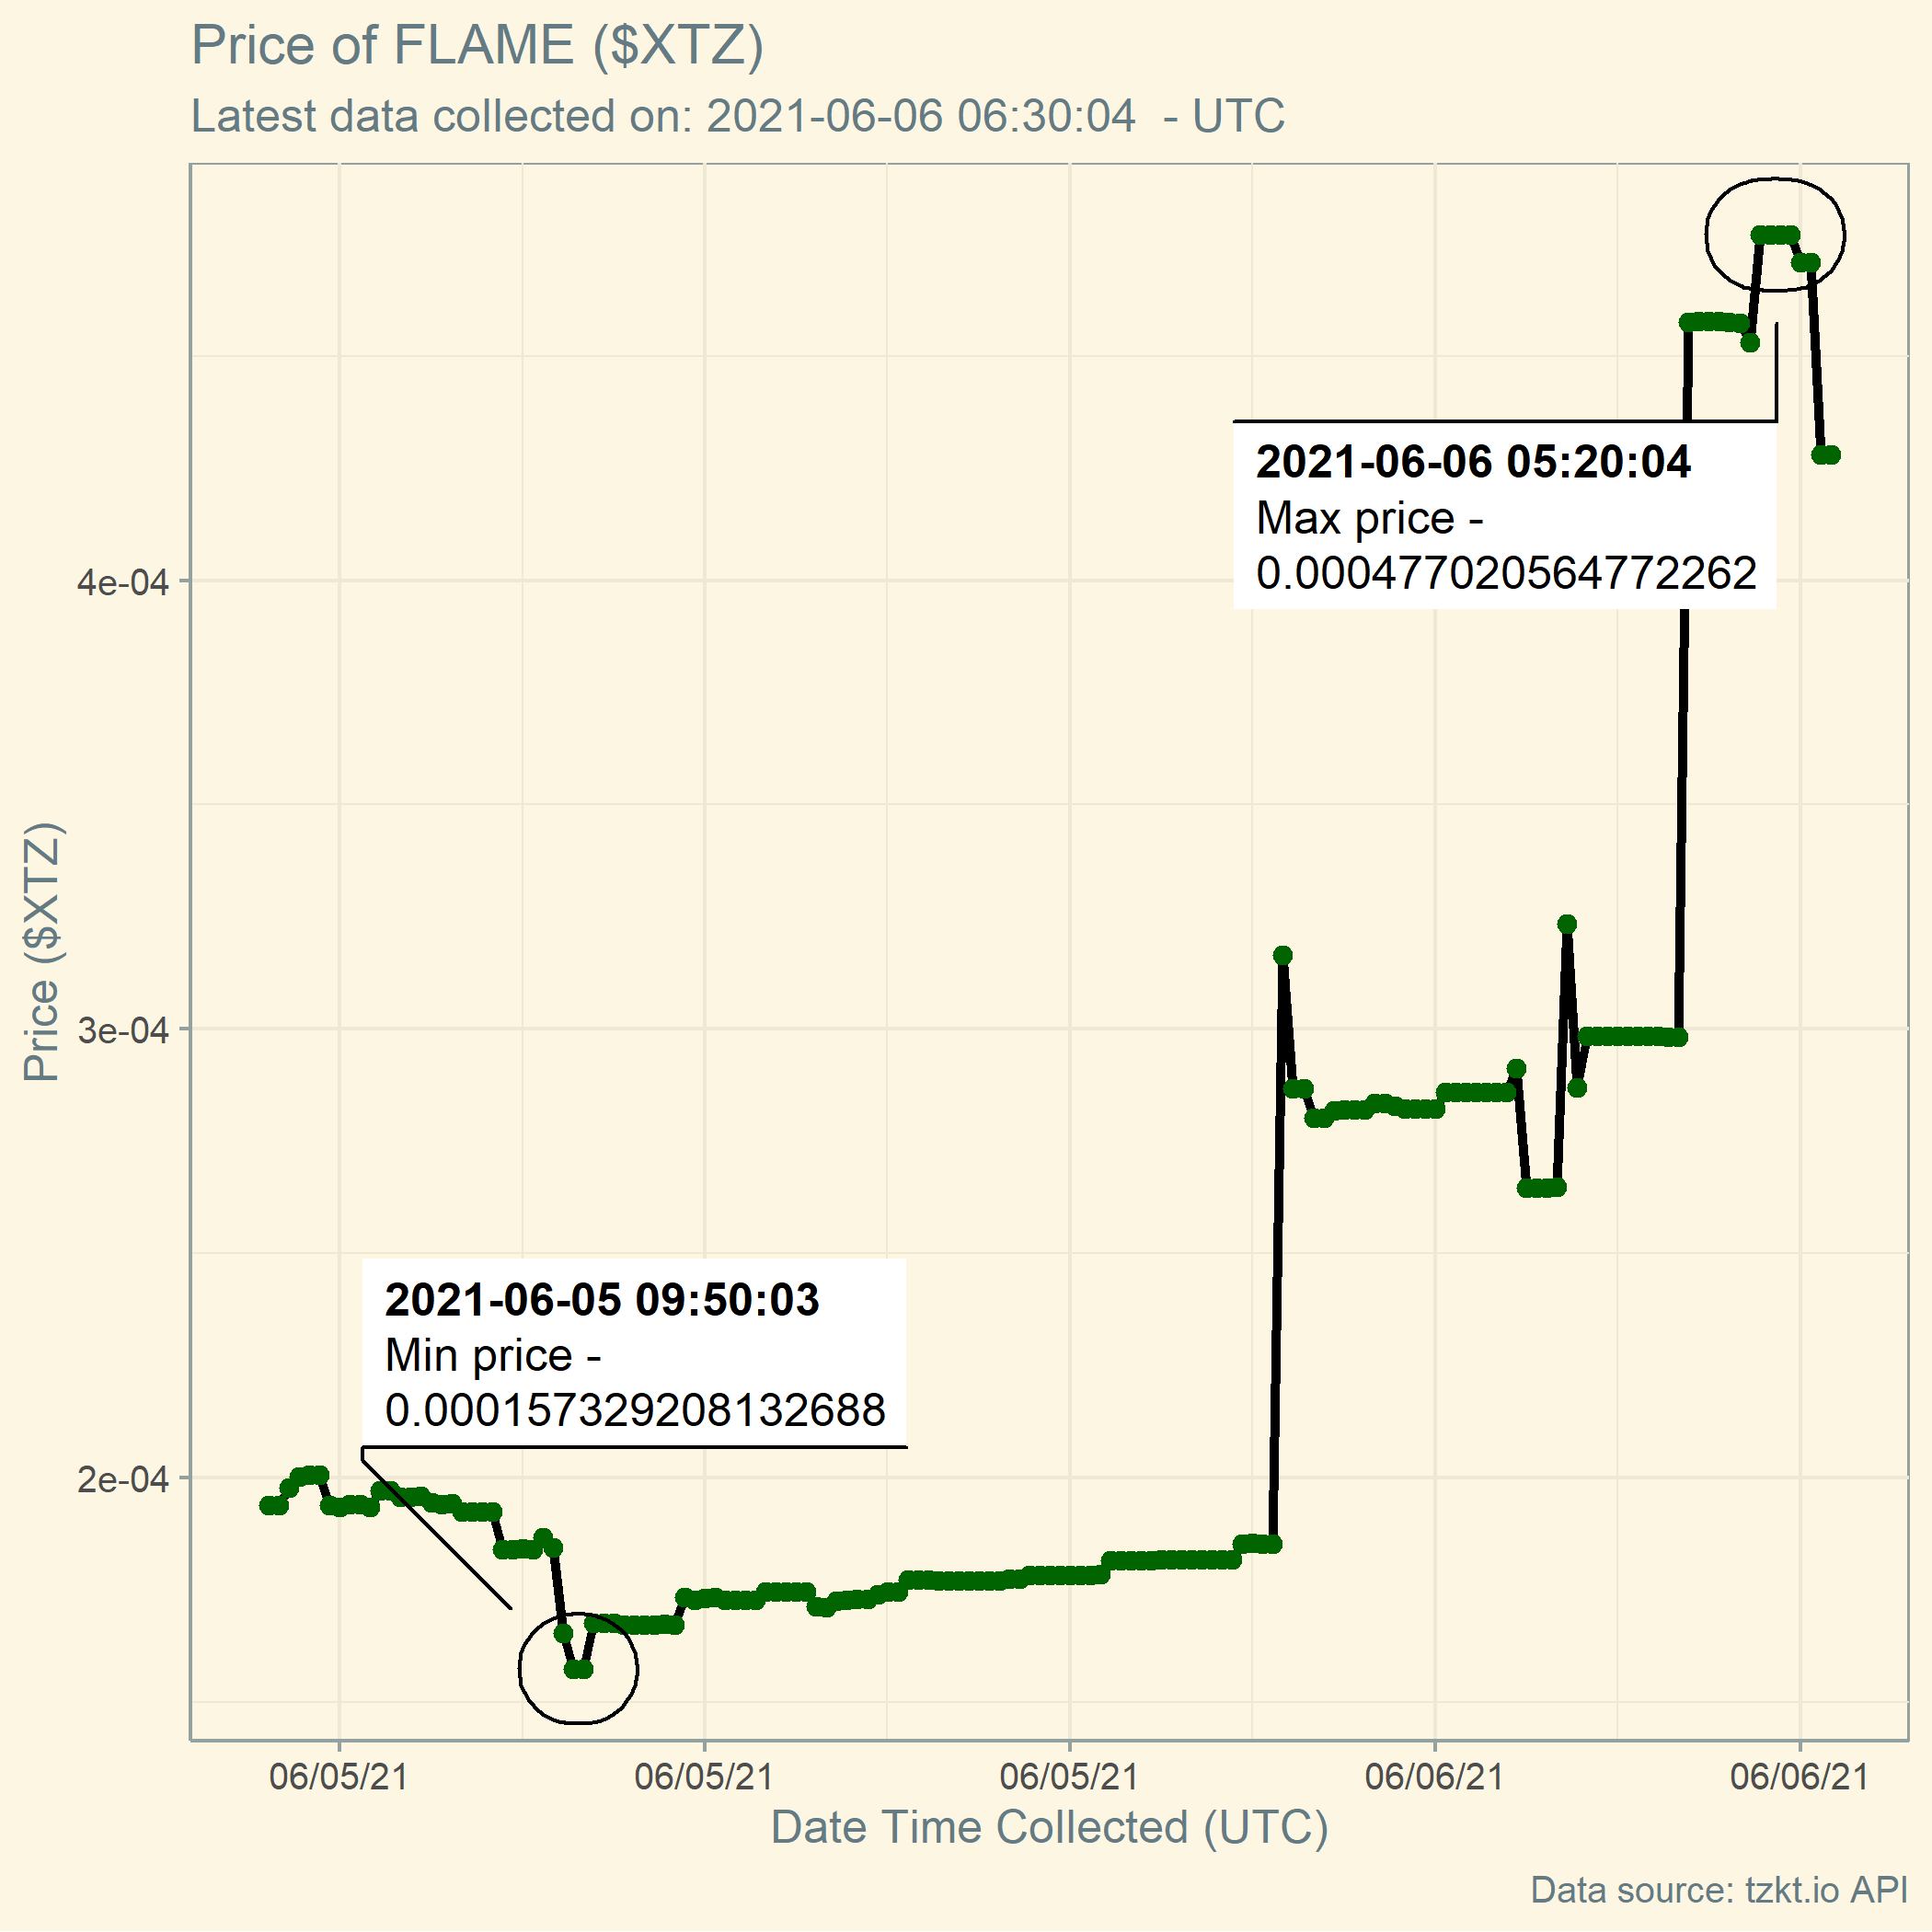 Price of FLAME ($XTZ)
Latest data collected on: 2021-06-06 06:30:04  - UTC
2021-06-06 05:20:04
Max price -
0.000477020564772262
4e-04
Price ($XTZ)
3e-04
2021-06-05 09:50:03
Min price -
0.000157329208132688
2e-04
06/05/21 06/05/21 06/05/21 06/06/21 06/06/21
Date Time Collected (UTC)
Data source: tzkt.io API